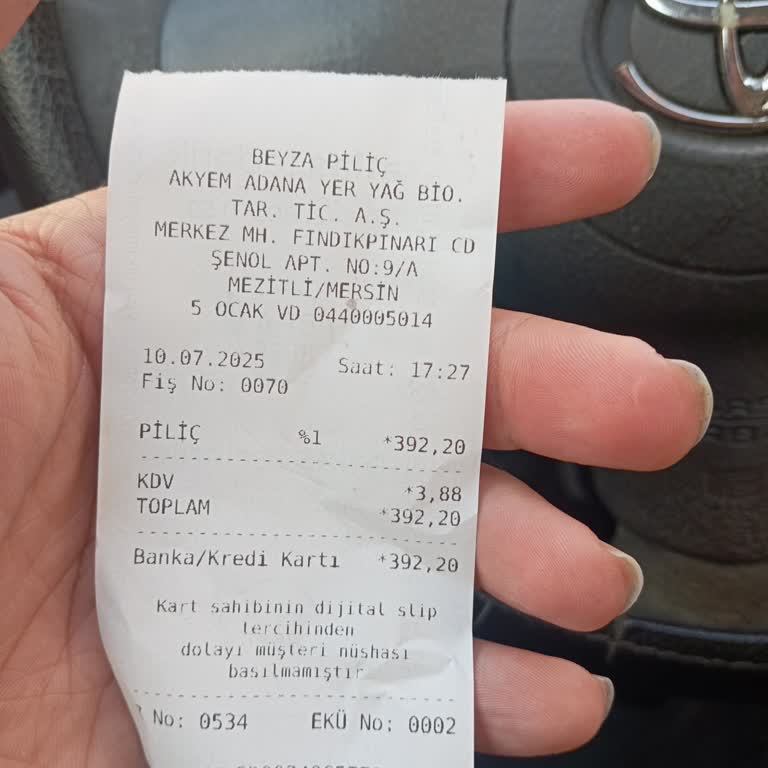 BEYZA PİLİÇ
AKYEM ADANA YER YAĞ BİO.
TAR. TİC. A.Ş.
MERKEZ MH. FINDIKPINARI CD
ŞENOL APT. NO:9/A
MEZİTLİ/MERSİN
5 OCAK VD 0440005014
10.07.2025 Saat: 17:27
Fiş No: 0070
PİLİÇ %1 *392,20
KDV *3,88
TOPLAM *392,20
Banka/Kredi Kartı *392,20
Kart sahibinin dijital slip
tercihinden
dolayı müşteri nüshası
basılmamıştır
No: 0534 EKÜ No: 0002